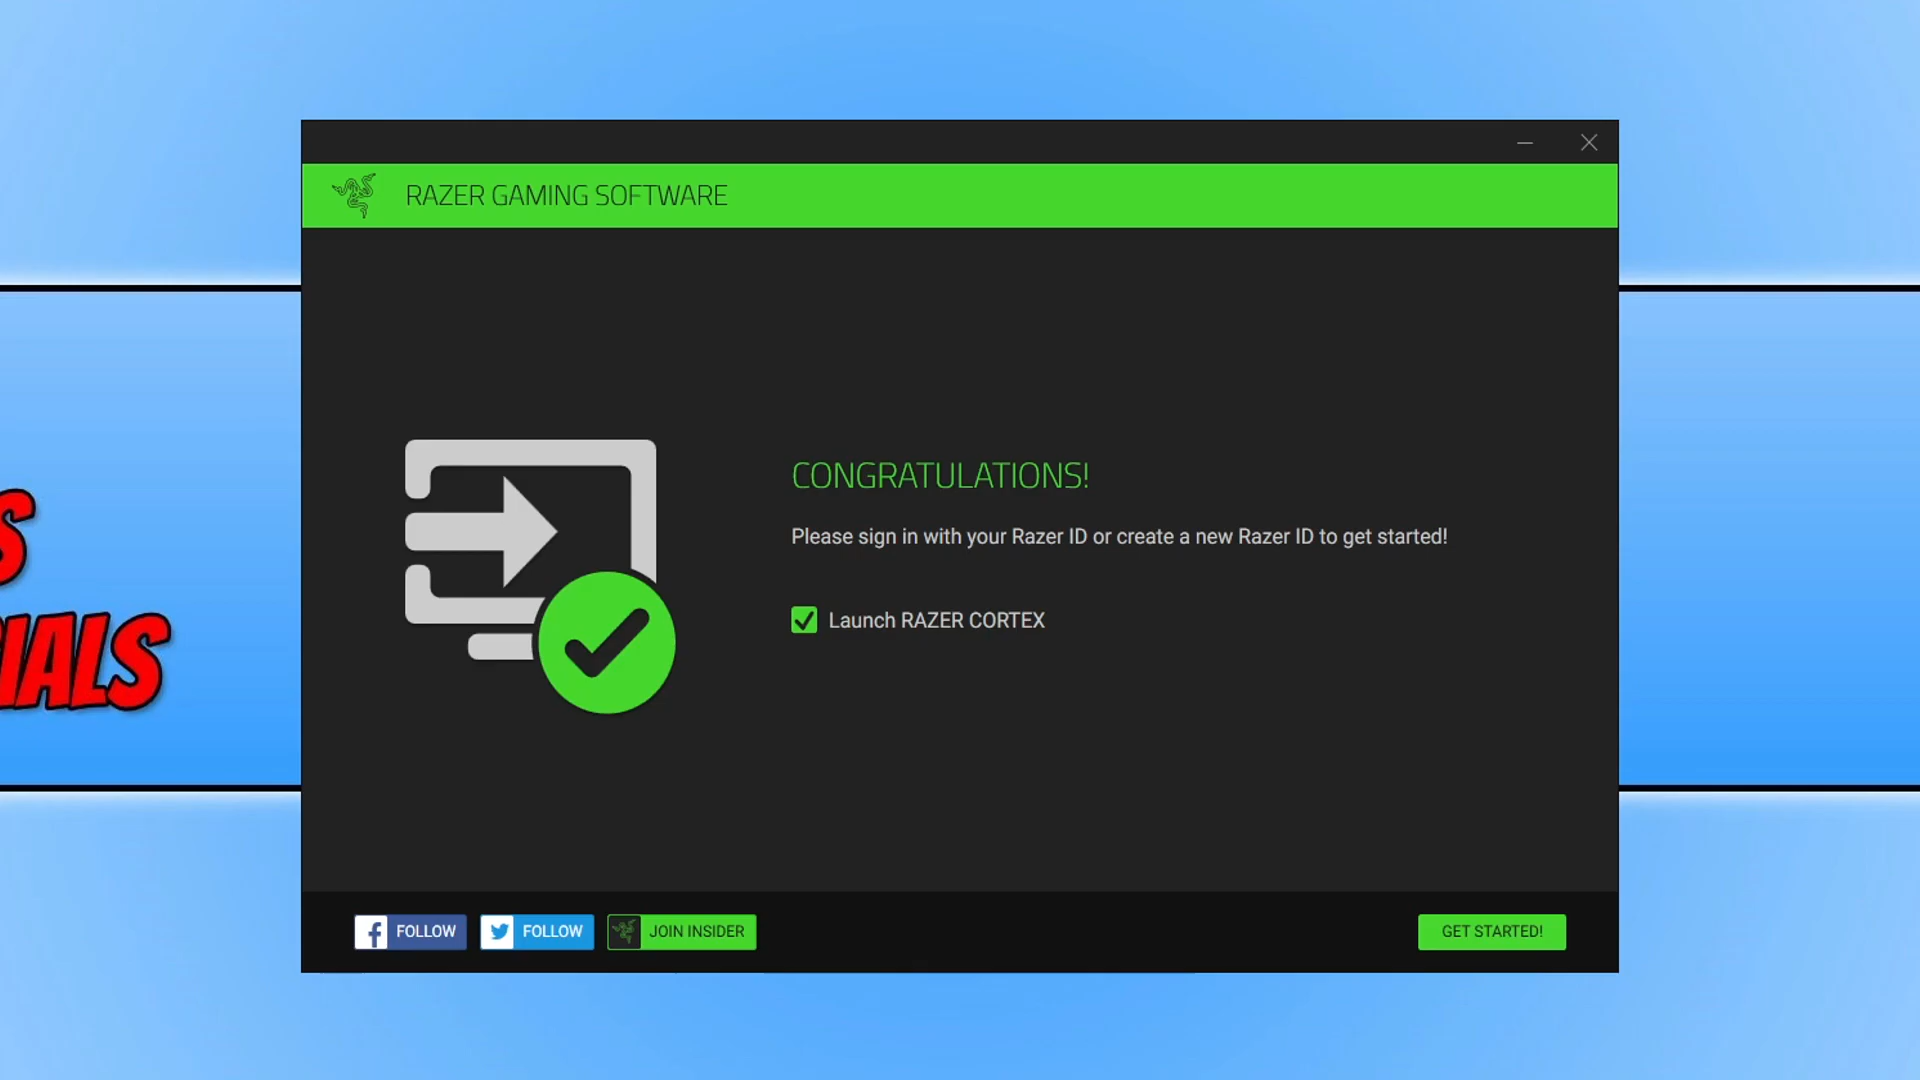 RAZER GAMING SOFTWARE
CONGRATULATIONS!
Please sign in with your Razer ID or create a new Razer ID to get started!
Launch RAZER CORTEX
FOLLOW
FOLLOW
JOIN INSIDER
GET STARTED!